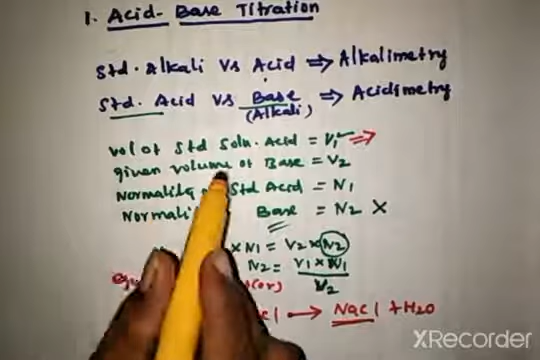 1. Acid- Base Titration
Std. Alkali Vs Acid ⇒ Alkalimetry
Std. Acid Vs Base ⇒ Acidimetry
(Alkali)
vol of Std Soln. Acid = V₁ ⇒
given volume of Base = V₂
Std Acid = N₁
Base = N₂ ×
× N₁ = V₂ × N₂
N₂ = V₁ × N₁
V₂
(or)
→ NaCl + H₂O
XRecorder